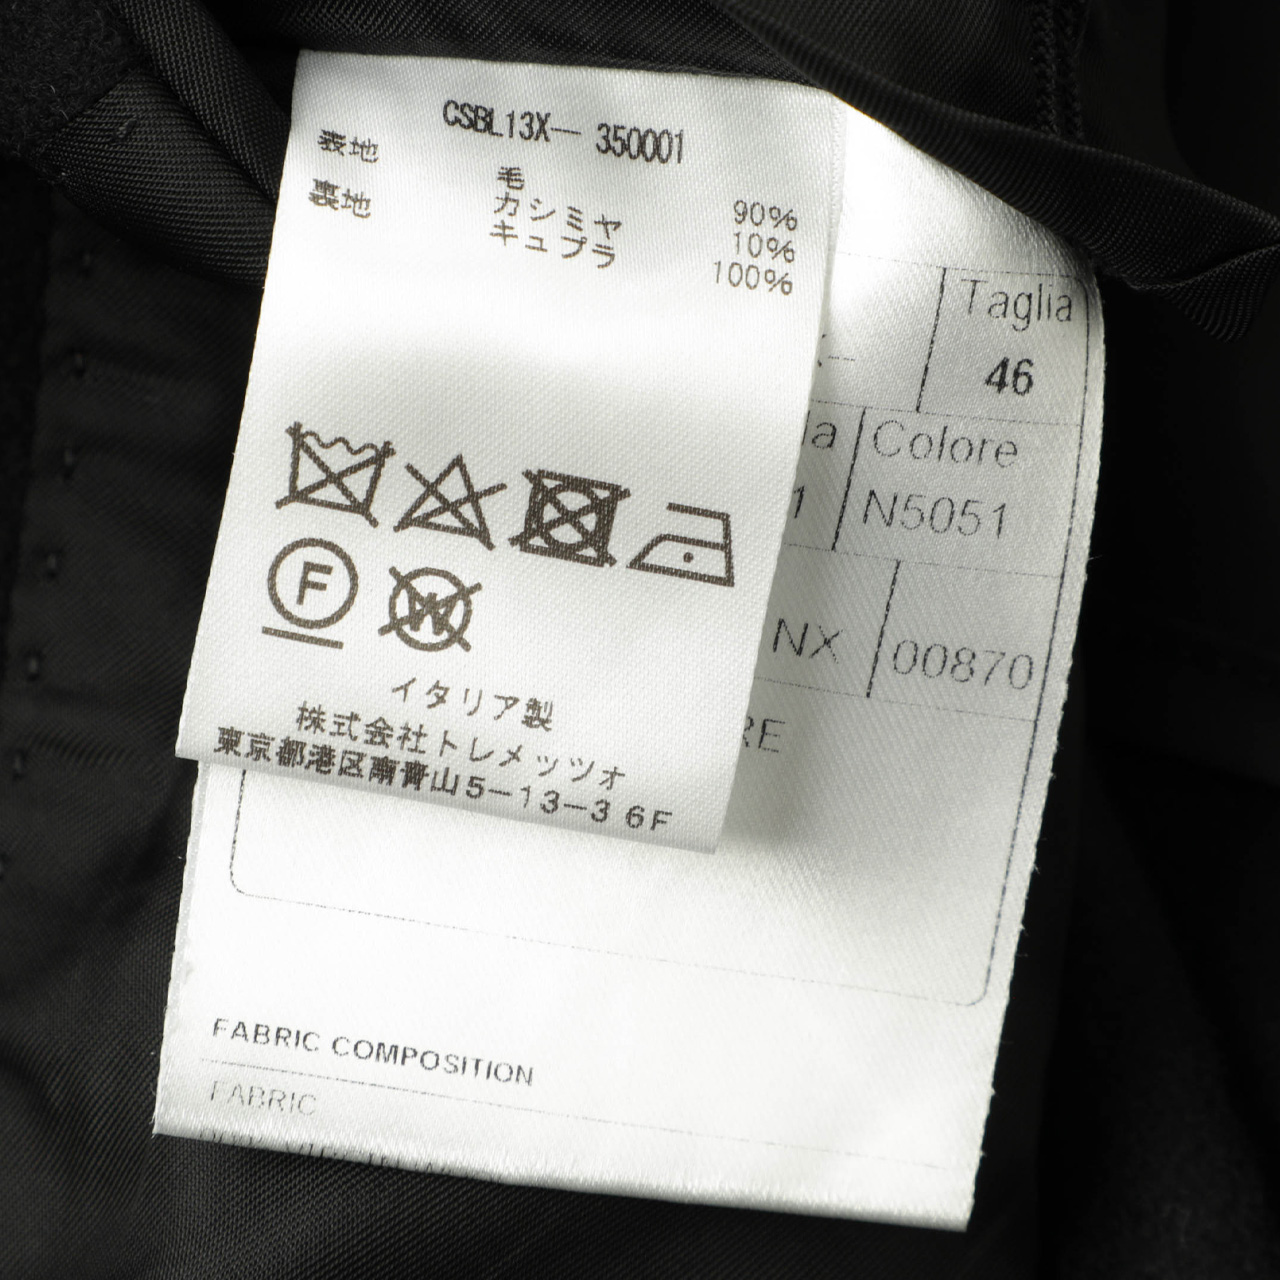 CSBL13X— 350001
表地 毛 90%
裏地 カシミヤ 10%
キュプラ 100%
F
W
イタリア製
株式会社トレメッツォ
東京都港区南青山5-13-3 6F
Taglia
46
a Colore
1 N5051
NX 00870
RE
FABRIC COMPOSITION
FABRIC